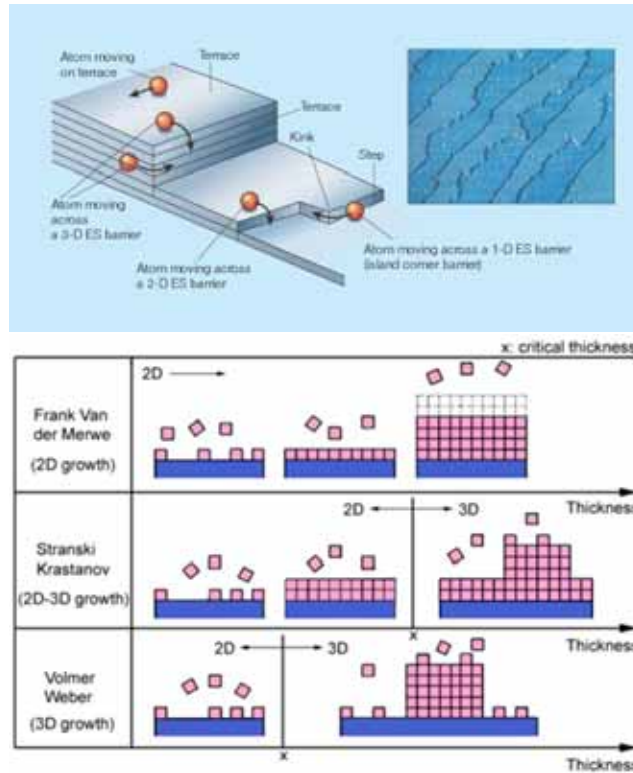 Atom moving
on terrace
Terrace
Terrace
Kink
Step
Atom moving
across
a 3-D ES barrier
Atom moving across
a 2-D ES barrier
Atom moving across a 1-D ES barrier
(island corner barrier)
x: critical thickness
2D
Frank Van
der Merwe
(2D growth)
Thickness
2D 3D
Stranski
Krastanov
(2D-3D growth)
x
Thickness
2D 3D
Volmer
Weber
(3D growth)
x
Thickness